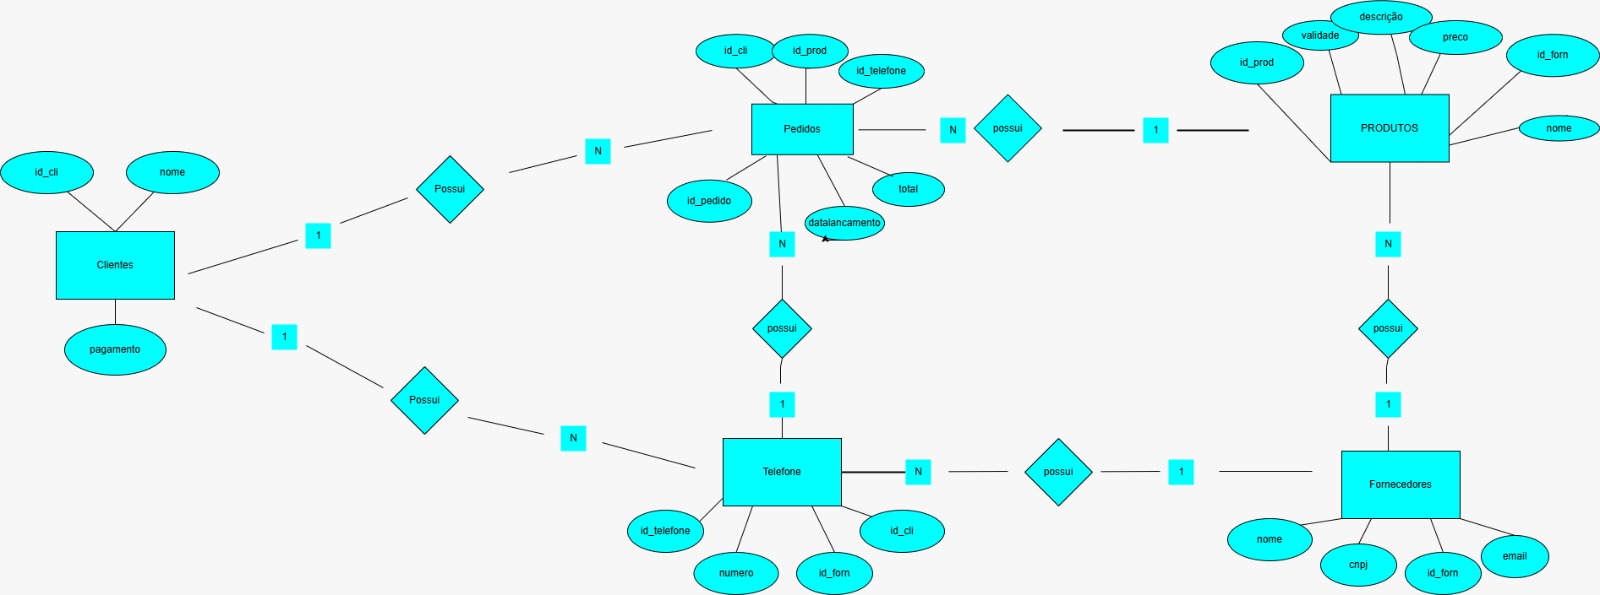 descrição
validade
preco
id_cli
id_prod
id_forn
id_prod
id_telefone
Pedidos
N
possui
1
PRODUTOS
nome
N
id_cli
nome
Possui
total
id_pedido
datalancamento
1
N
N
Clientes
possui
possui
1
pagamento
Possui
1
1
N
Telefone
N
possui
1
Fornecedores
id_telefone
id_cli
nome
email
numero
id_forn
cnpj
id_forn